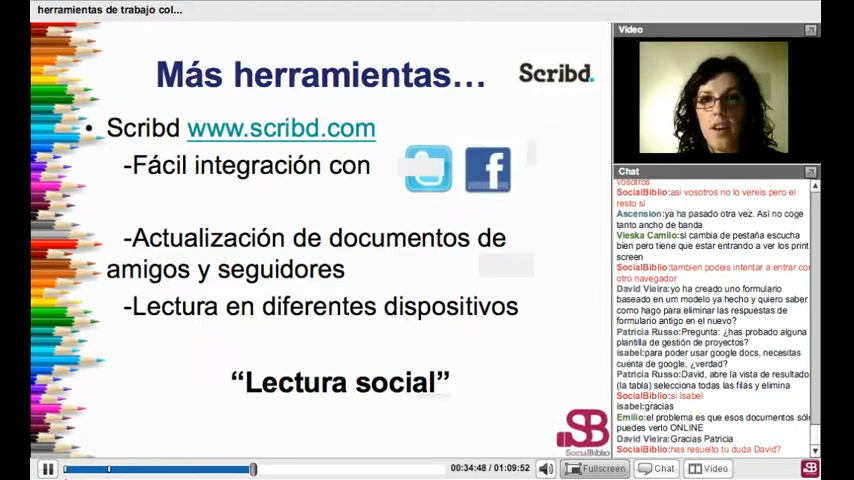 herramientas de trabajo col...
Más herramientas...
Scribd.
• Scribd www.scribd.com
-Fácil integración con
-Actualización de documentos de
amigos y seguidores
-Lectura en diferentes dispositivos
“Lectura social”
SB
SocialBiblio
Video
Chat
vosotros
SocialBiblio:asi vosotros no lo vereis pero el
resto si
Ascension:ya ha pasado otra vez. Así no coge
tanto ancho de banda
Vieska Camilo:si cambia de pestaña escucha
bien pero tiene que estar entrando a ver los print
screen
SocialBiblio:tambien podeis intentar a entrar con
otro navegador
David Vieira:yo ha creado uno formulario
baseado en um modelo ya hecho y quiero saber
como hago para eliminar las respuestas de
formulario antigo en el nuevo?
Patricia Russo:Pregunta: ¿has probado alguna
plantilla de gestión de proyectos?
isabel:para poder usar google docs, necesitas
cuenta de google, ¿verdad?
Patricia Russo:David, abre la vista de resultado
(la tabla) selecciona todas las filas y elimina
SocialBiblio:si Isabel
isabel:gracias
Emilio:el problema es que esos documentos sólo
puedes verlo ONLINE
David Vieira:Gracias Patricia
SocialBiblio:has resuelto tu duda David?
00:34:48 / 01:09:52
Fullscreen
Chat
Video